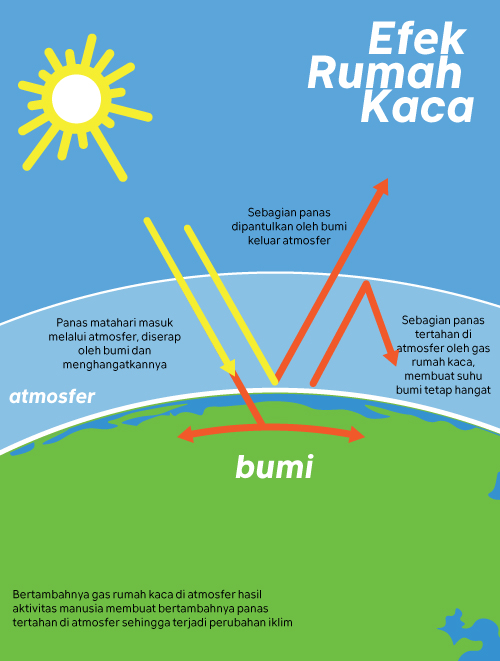 Efek
Rumah
Kaca
Sebagian panas
dipantulkan oleh bumi
keluar atmosfer
Panas matahari masuk
melalui atmosfer, diserap
oleh bumi dan
menghangatkannya
Sebagian panas
tertahan di
atmosfer oleh gas
rumah kaca,
membuat suhu
bumi tetap hangat
atmosfer
bumi
Bertambahnya gas rumah kaca di atmosfer hasil
aktivitas manusia membuat bertambahnya panas
tertahan di atmosfer sehingga terjadi perubahan iklim